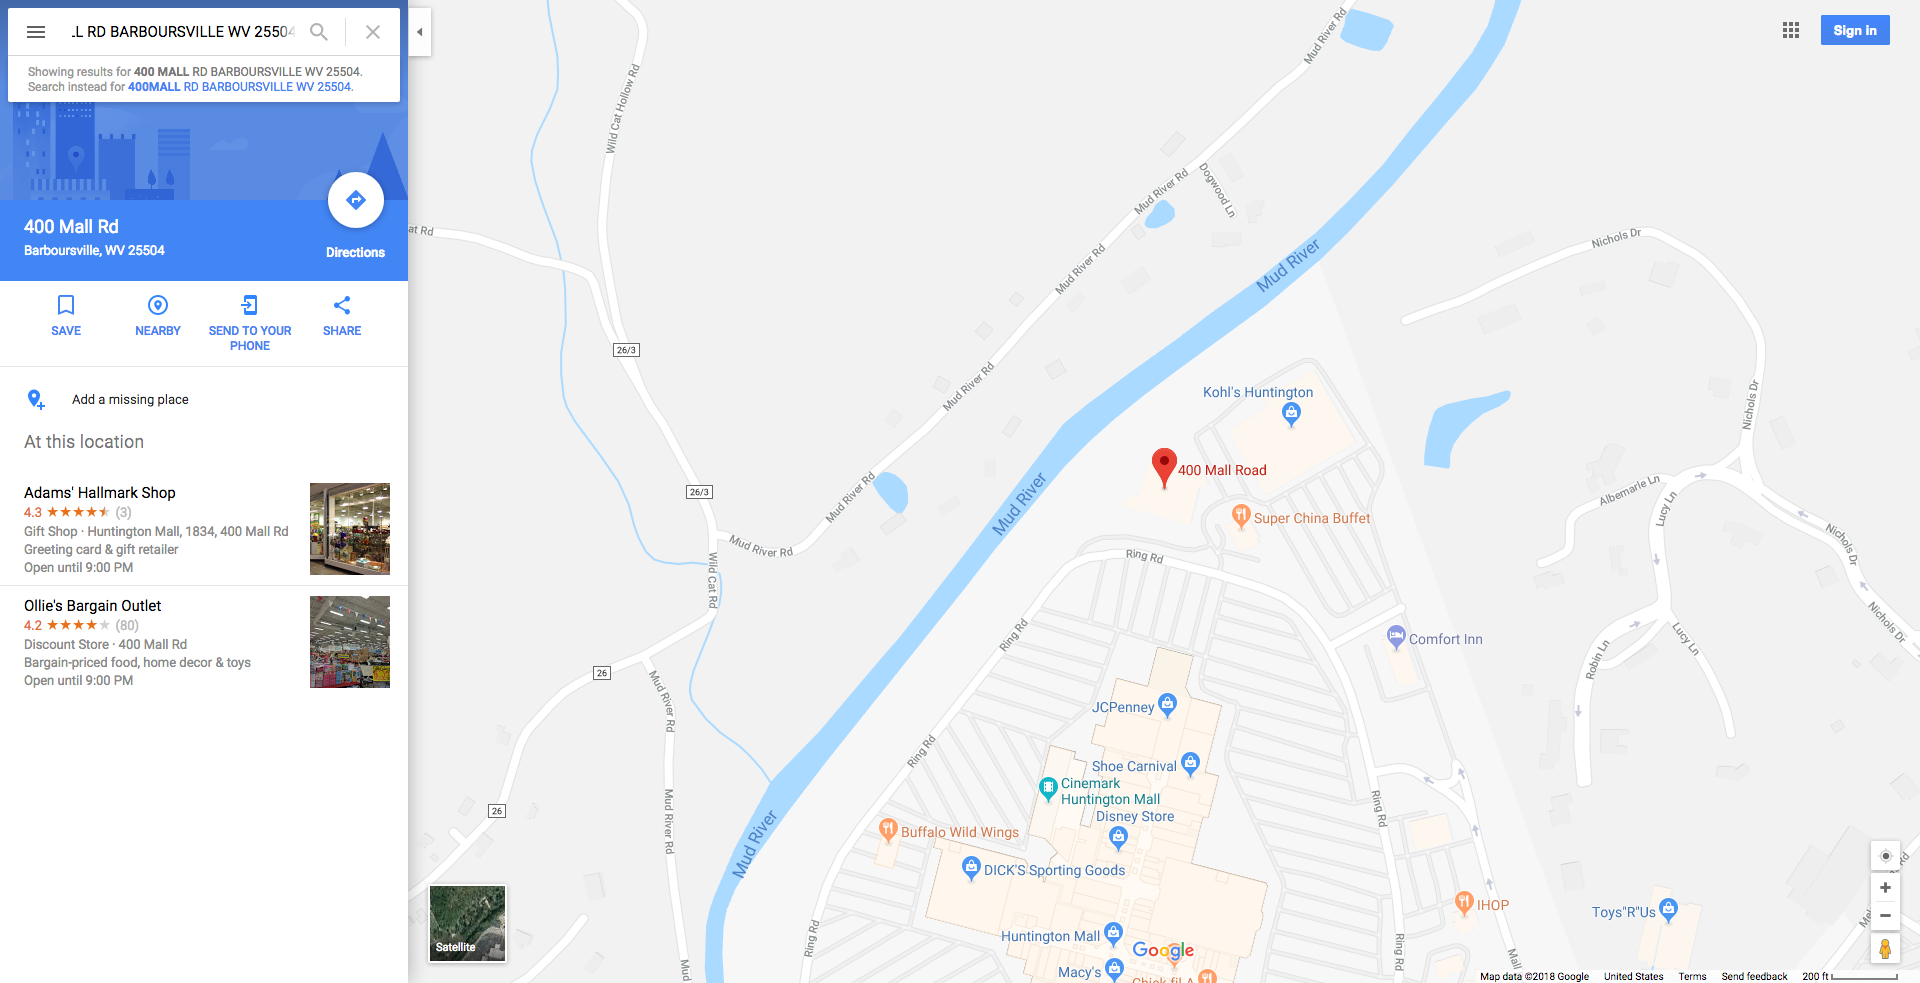 .L RD BARBOURSVILLE WV 25504
Showing results for 400 MALL RD BARBOURSVILLE WV 25504.
Search instead for 400MALL RD BARBOURSVILLE WV 25504.
400 Mall Rd
Barboursville, WV 25504
Directions
SAVE
NEARBY
SEND TO YOUR
PHONE
SHARE
Add a missing place
At this location
Adams' Hallmark Shop
4.3 (3)
Gift Shop · Huntington Mall, 1834, 400 Mall Rd
Greeting card & gift retailer
Open until 9:00 PM
Ollie's Bargain Outlet
4.2 (80)
Discount Store · 400 Mall Rd
Bargain-priced food, home decor & toys
Open until 9:00 PM
Sign in
Mud River Rd
Wild Cat Hollow Rd
Dogwood Ln
Mud River Rd
at Rd
Nichols Dr
Mud River
Mud River Rd
26/3
Mud River Rd
Kohl's Huntington
Nichols Dr
400 Mall Road
26/3
Mud River Rd
Mud River
Albemarle Ln
Lucy Ln
Super China Buffet
Nichols Dr
Mud River Rd
Ring Rd
Wild Cat Rd
Nichols Dr
Ring Rd
Comfort Inn
Lucy Ln
Robin Ln
26
Mud River Rd
JCPenney
Ring Rd
Shoe Carnival
Cinemark
Huntington Mall
Disney Store
26
Mud River Rd
Ring Rd
Buffalo Wild Wings
Mud River
DICK'S Sporting Goods
IHOP
Toys"R"Us
Huntington Mall
Google
Ring Rd
Ring Rd
Mall
Mud
Macy's
Chick-fil-A
Satellite
Map data ©2018 Google
United States
Terms
Send feedback
200 ft